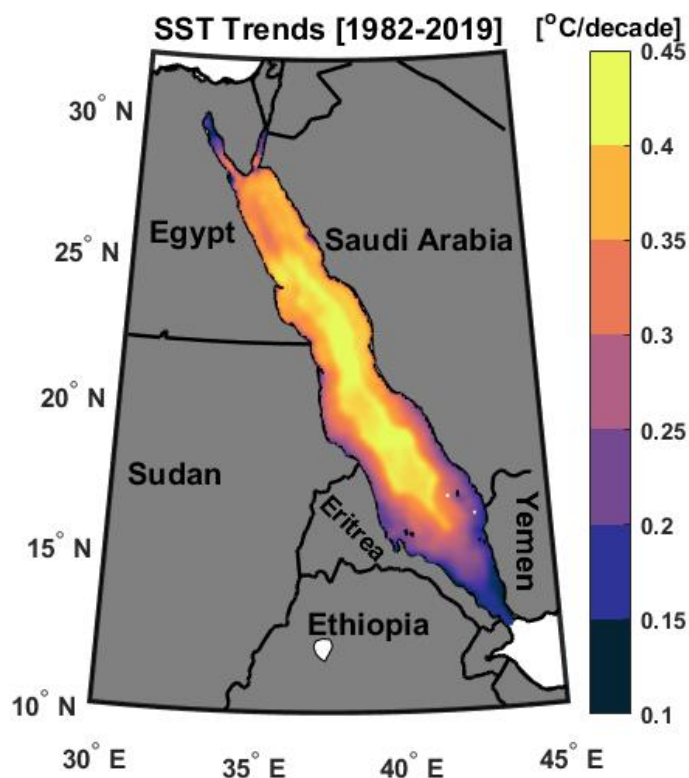 SST Trends [1982-2019] [°C/decade]
30° N
25° N
20° N
15° N
10° N
30° E
35° E
40° E
45° E
Egypt
Saudi Arabia
Sudan
Eritrea
Yemen
Ethiopia
0.45
0.4
0.35
0.3
0.25
0.2
0.15
0.1